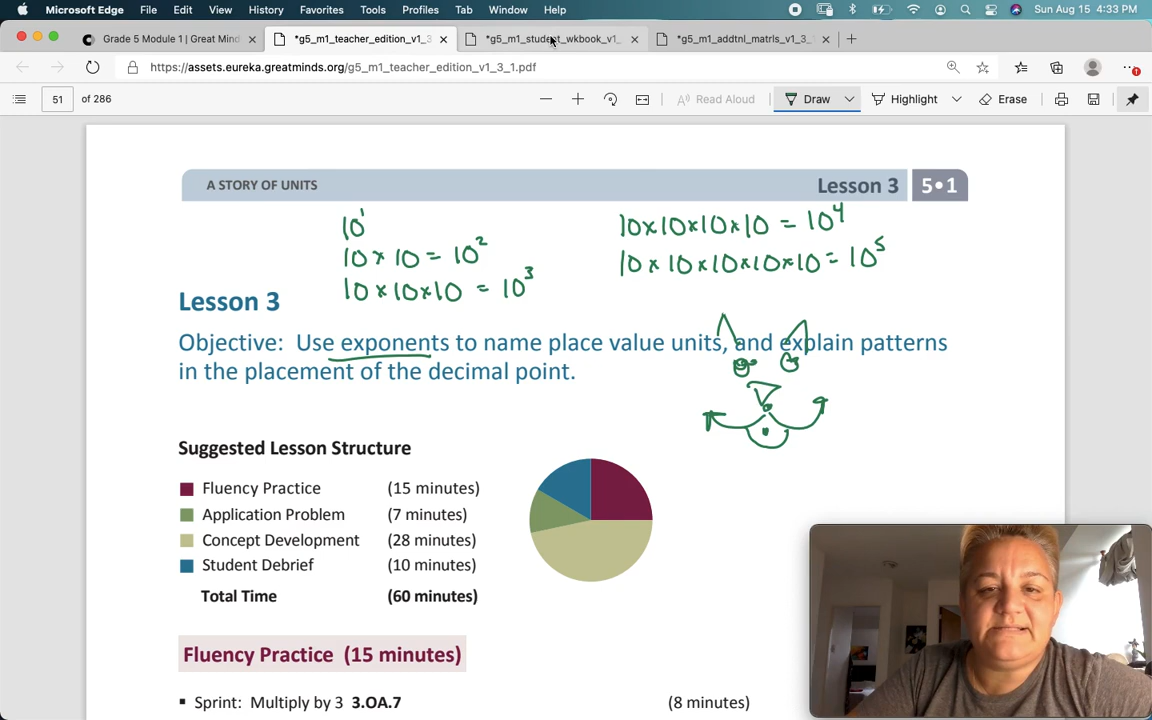 Microsoft Edge File Edit View History Favorites Tools Profiles Tab Window Help Sun Aug 15 4:33 PM
Grade 5 Module 1 | Great Mind *g5_m1_teacher_edition_v1_3_ *g5_m1_student_wkbook_v1_ *g5_m1_addtnl_matrls_v1_3_
https://assets.eureka.greatminds.org/g5_m1_teacher_edition_v1_3_1.pdf
51 of 286 Read Aloud Draw Highlight Erase
A STORY OF UNITS Lesson 3 5•1
10¹ 10×10×10×10 = 10⁴
10 × 10 = 10² 10 × 10×10×10×10 = 10⁵
10 ×10×10 = 10³
Lesson 3
Objective: Use exponents to name place value units, and explain patterns
in the placement of the decimal point.
Suggested Lesson Structure
Fluency Practice (15 minutes)
Application Problem (7 minutes)
Concept Development (28 minutes)
Student Debrief (10 minutes)
Total Time (60 minutes)
Fluency Practice (15 minutes)
▪ Sprint: Multiply by 3 3.OA.7 (8 minutes)